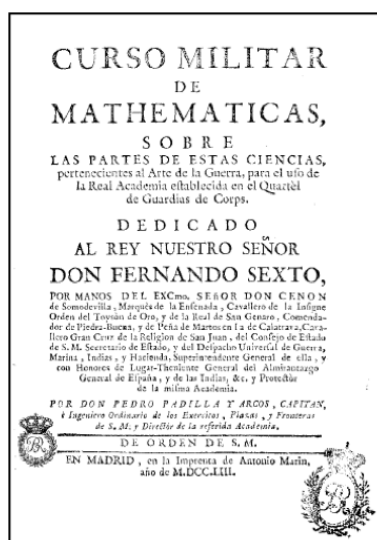 CURSO MILITAR
DE
MATHEMATICAS,
SOBRE
LAS PARTES DE ESTAS CIENCIAS,
pertenecientes al Arte de la Guerra, para el uso de
la Real Academia establecida en el Quartèl
de Guardias de Corps.
DEDICADO
AL REY NUESTRO SEÑOR
DON FERNANDO SEXTO,
POR MANOS DEL EXCmo. SEñOR DON CENON
de Somodevilla, Marquès de la Ensenada, Cavallero de la Insigne
Orden del Toysòn de Oro, y de la Real de San Genaro, Comenda-
dor de Piedra-Buena, y de Peña de Martos en la de Calatrava, Cava-
llero Gran Cruz de la Religion de San Juan, del Consejo de Estado
de S. M. Secretario de Estado, y del Despacho Universal de Guerra,
Marina, Indias, y Hacienda, Superintendente General de ella, y
con Honores de Lugar-Theniente General del Almirantazgo
General de España, y de las Indias, &c. y Protectòr
de la misma Academia.
POR DON PEDRO PADILLA Y ARCOS, CAPITAN,
è Ingeniero Ordinario de los Exercitos, Plazas, y Fronteras
de S. M. y Directòr de la referida Academia.
DE ORDEN DE S. M.
EN MADRID, en la Imprenta de Antonio Marin,
año de M.DCC.LIII.